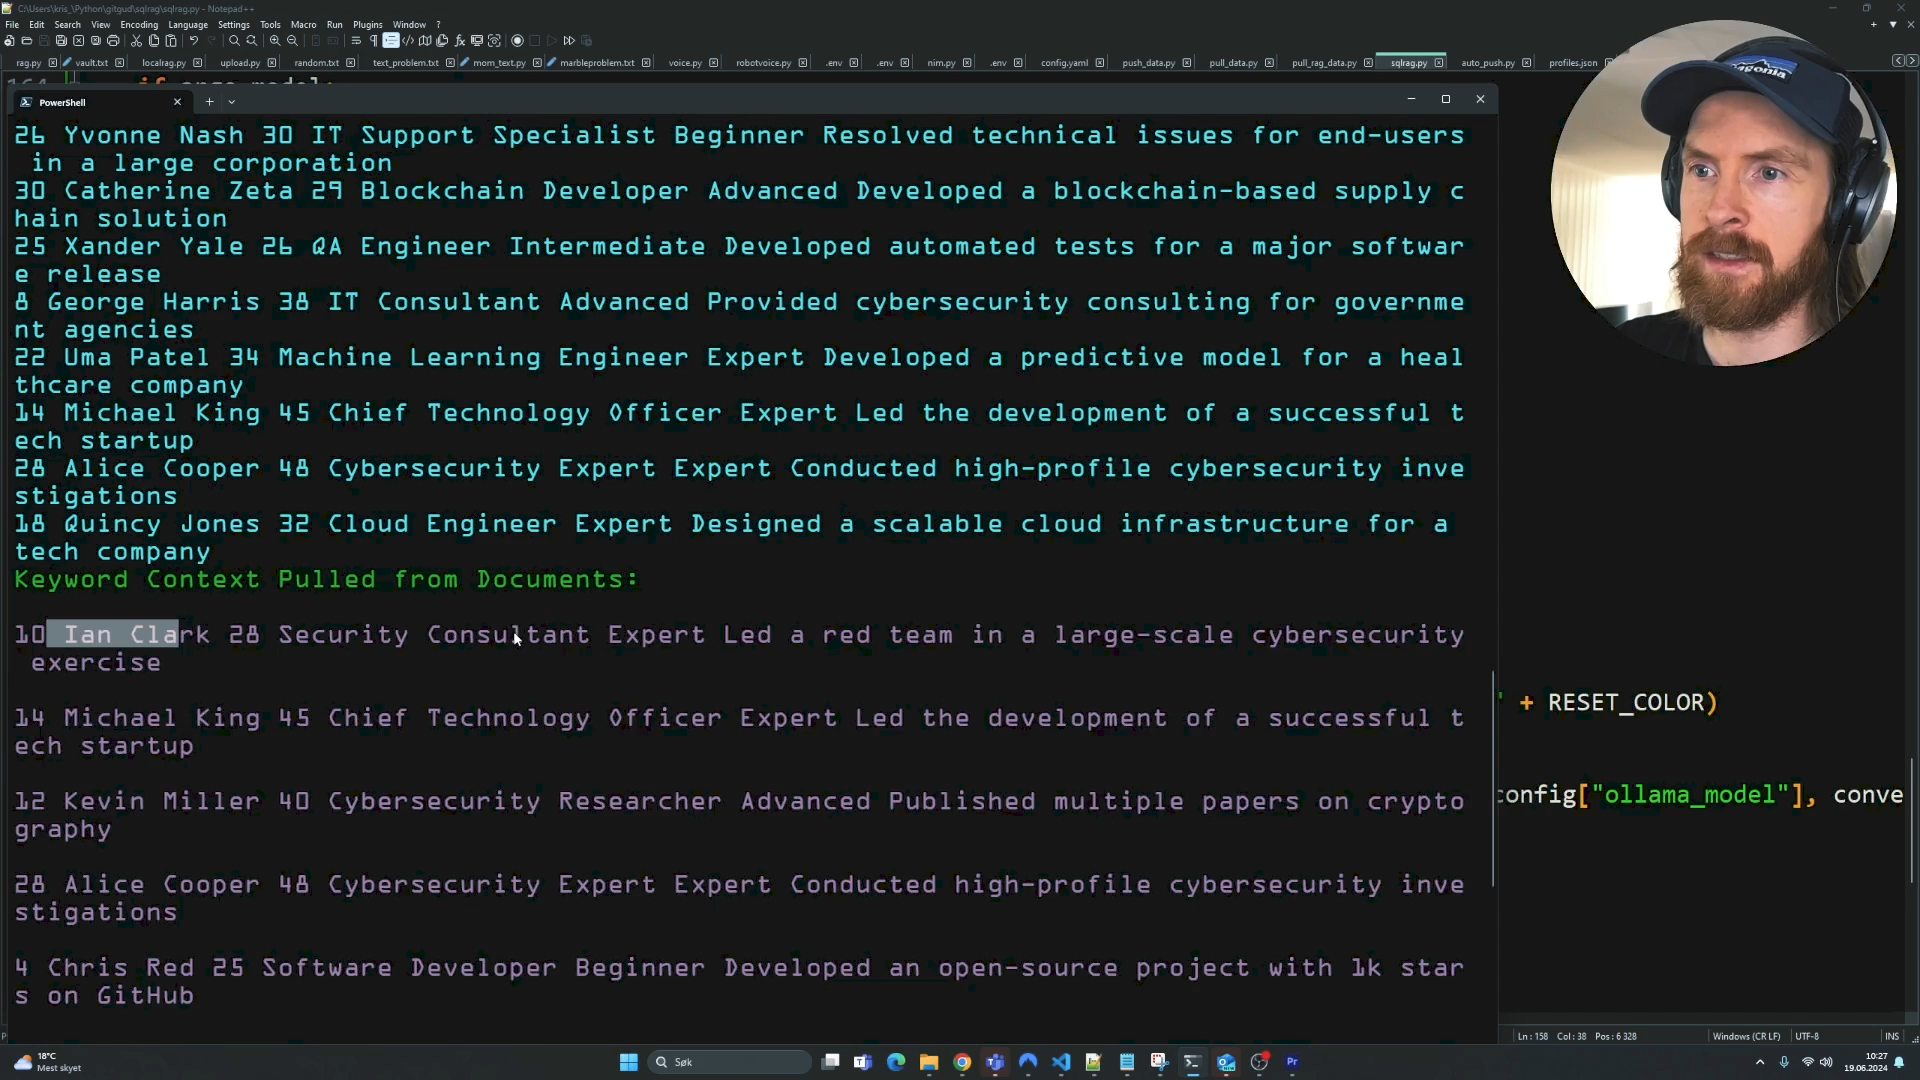 C:\Users\kris_\Python\gitgud\sqlrag\sqlrag.py - Notepad++
File Edit Search View Encoding Language Settings Tools Macro Run Plugins Window ?
rag.py vault.txt localrag.py upload.py random.txt text_problem.txt mom_text.txt marbleproblem.txt voice.py robotvoice.py .env .env nim.py .env config.yaml push_data.py pull_data.py pull_rag_data.py sqlrag.py auto_push.py profiles.json
PowerShell
26 Yvonne Nash 30 IT Support Specialist Beginner Resolved technical issues for end-users
in a large corporation
30 Catherine Zeta 29 Blockchain Developer Advanced Developed a blockchain-based supply c
hain solution
25 Xander Yale 26 QA Engineer Intermediate Developed automated tests for a major softwar
e release
8 George Harris 38 IT Consultant Advanced Provided cybersecurity consulting for governme
nt agencies
22 Uma Patel 34 Machine Learning Engineer Expert Developed a predictive model for a heal
thcare company
14 Michael King 45 Chief Technology Officer Expert Led the development of a successful t
ech startup
28 Alice Cooper 48 Cybersecurity Expert Expert Conducted high-profile cybersecurity inve
stigations
18 Quincy Jones 32 Cloud Engineer Expert Designed a scalable cloud infrastructure for a
tech company
Keyword Context Pulled from Documents:
10 Ian Clark 28 Security Consultant Expert Led a red team in a large-scale cybersecurity
exercise
14 Michael King 45 Chief Technology Officer Expert Led the development of a successful t
ech startup
12 Kevin Miller 40 Cybersecurity Researcher Advanced Published multiple papers on crypto
graphy
28 Alice Cooper 48 Cybersecurity Expert Expert Conducted high-profile cybersecurity inve
stigations
4 Chris Red 25 Software Developer Beginner Developed an open-source project with 1k star
s on GitHub
' + RESET_COLOR)
config["ollama_model"], conve
Ln: 158 Col: 38 Pos: 6 328 Windows (CR LF) UTF-8 INS
18°C
Mest skyet
Søk
10:27
19.06.2024